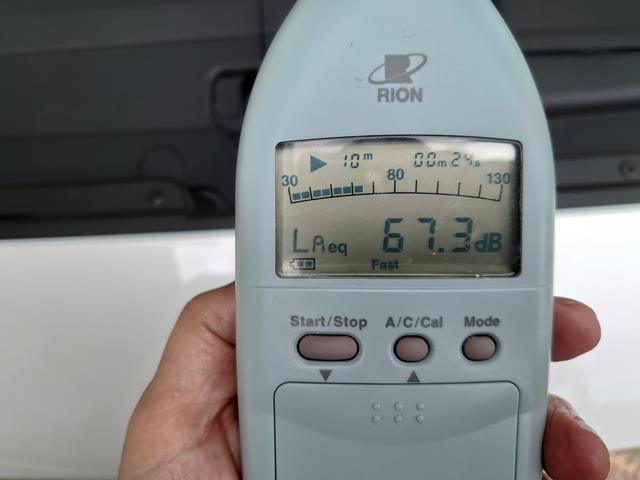 RION
10m 00m24s
30 80 130
LAeq 67.3dB
Fast
Start/Stop A/C/Cal Mode